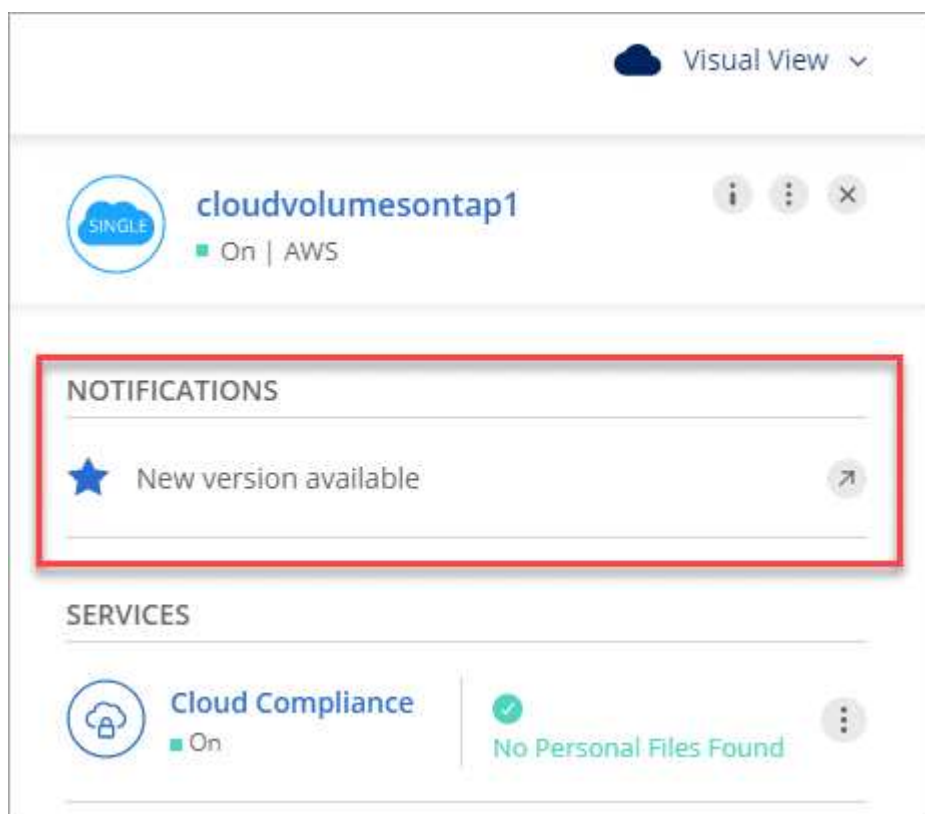 Visual View
SINGLE
cloudvolumesontap1
On | AWS
NOTIFICATIONS
New version available
SERVICES
Cloud Compliance
On
No Personal Files Found